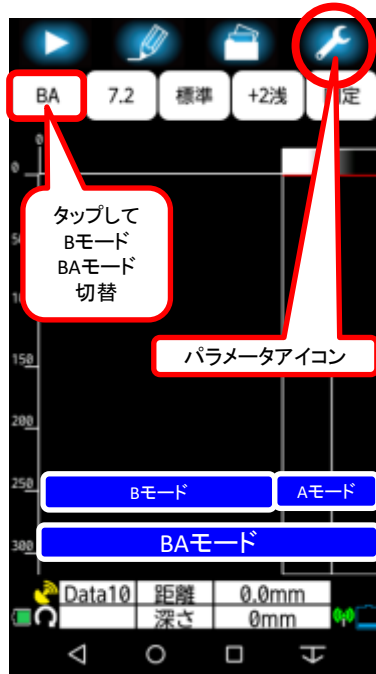 BA
7.2
標準
+2浅
定
0
0
タップして
Bモード
BAモード
切替
パラメータアイコン
150
200
250
300
Bモード
Aモード
BAモード
Data10 距離 0.0mm
深さ 0mm